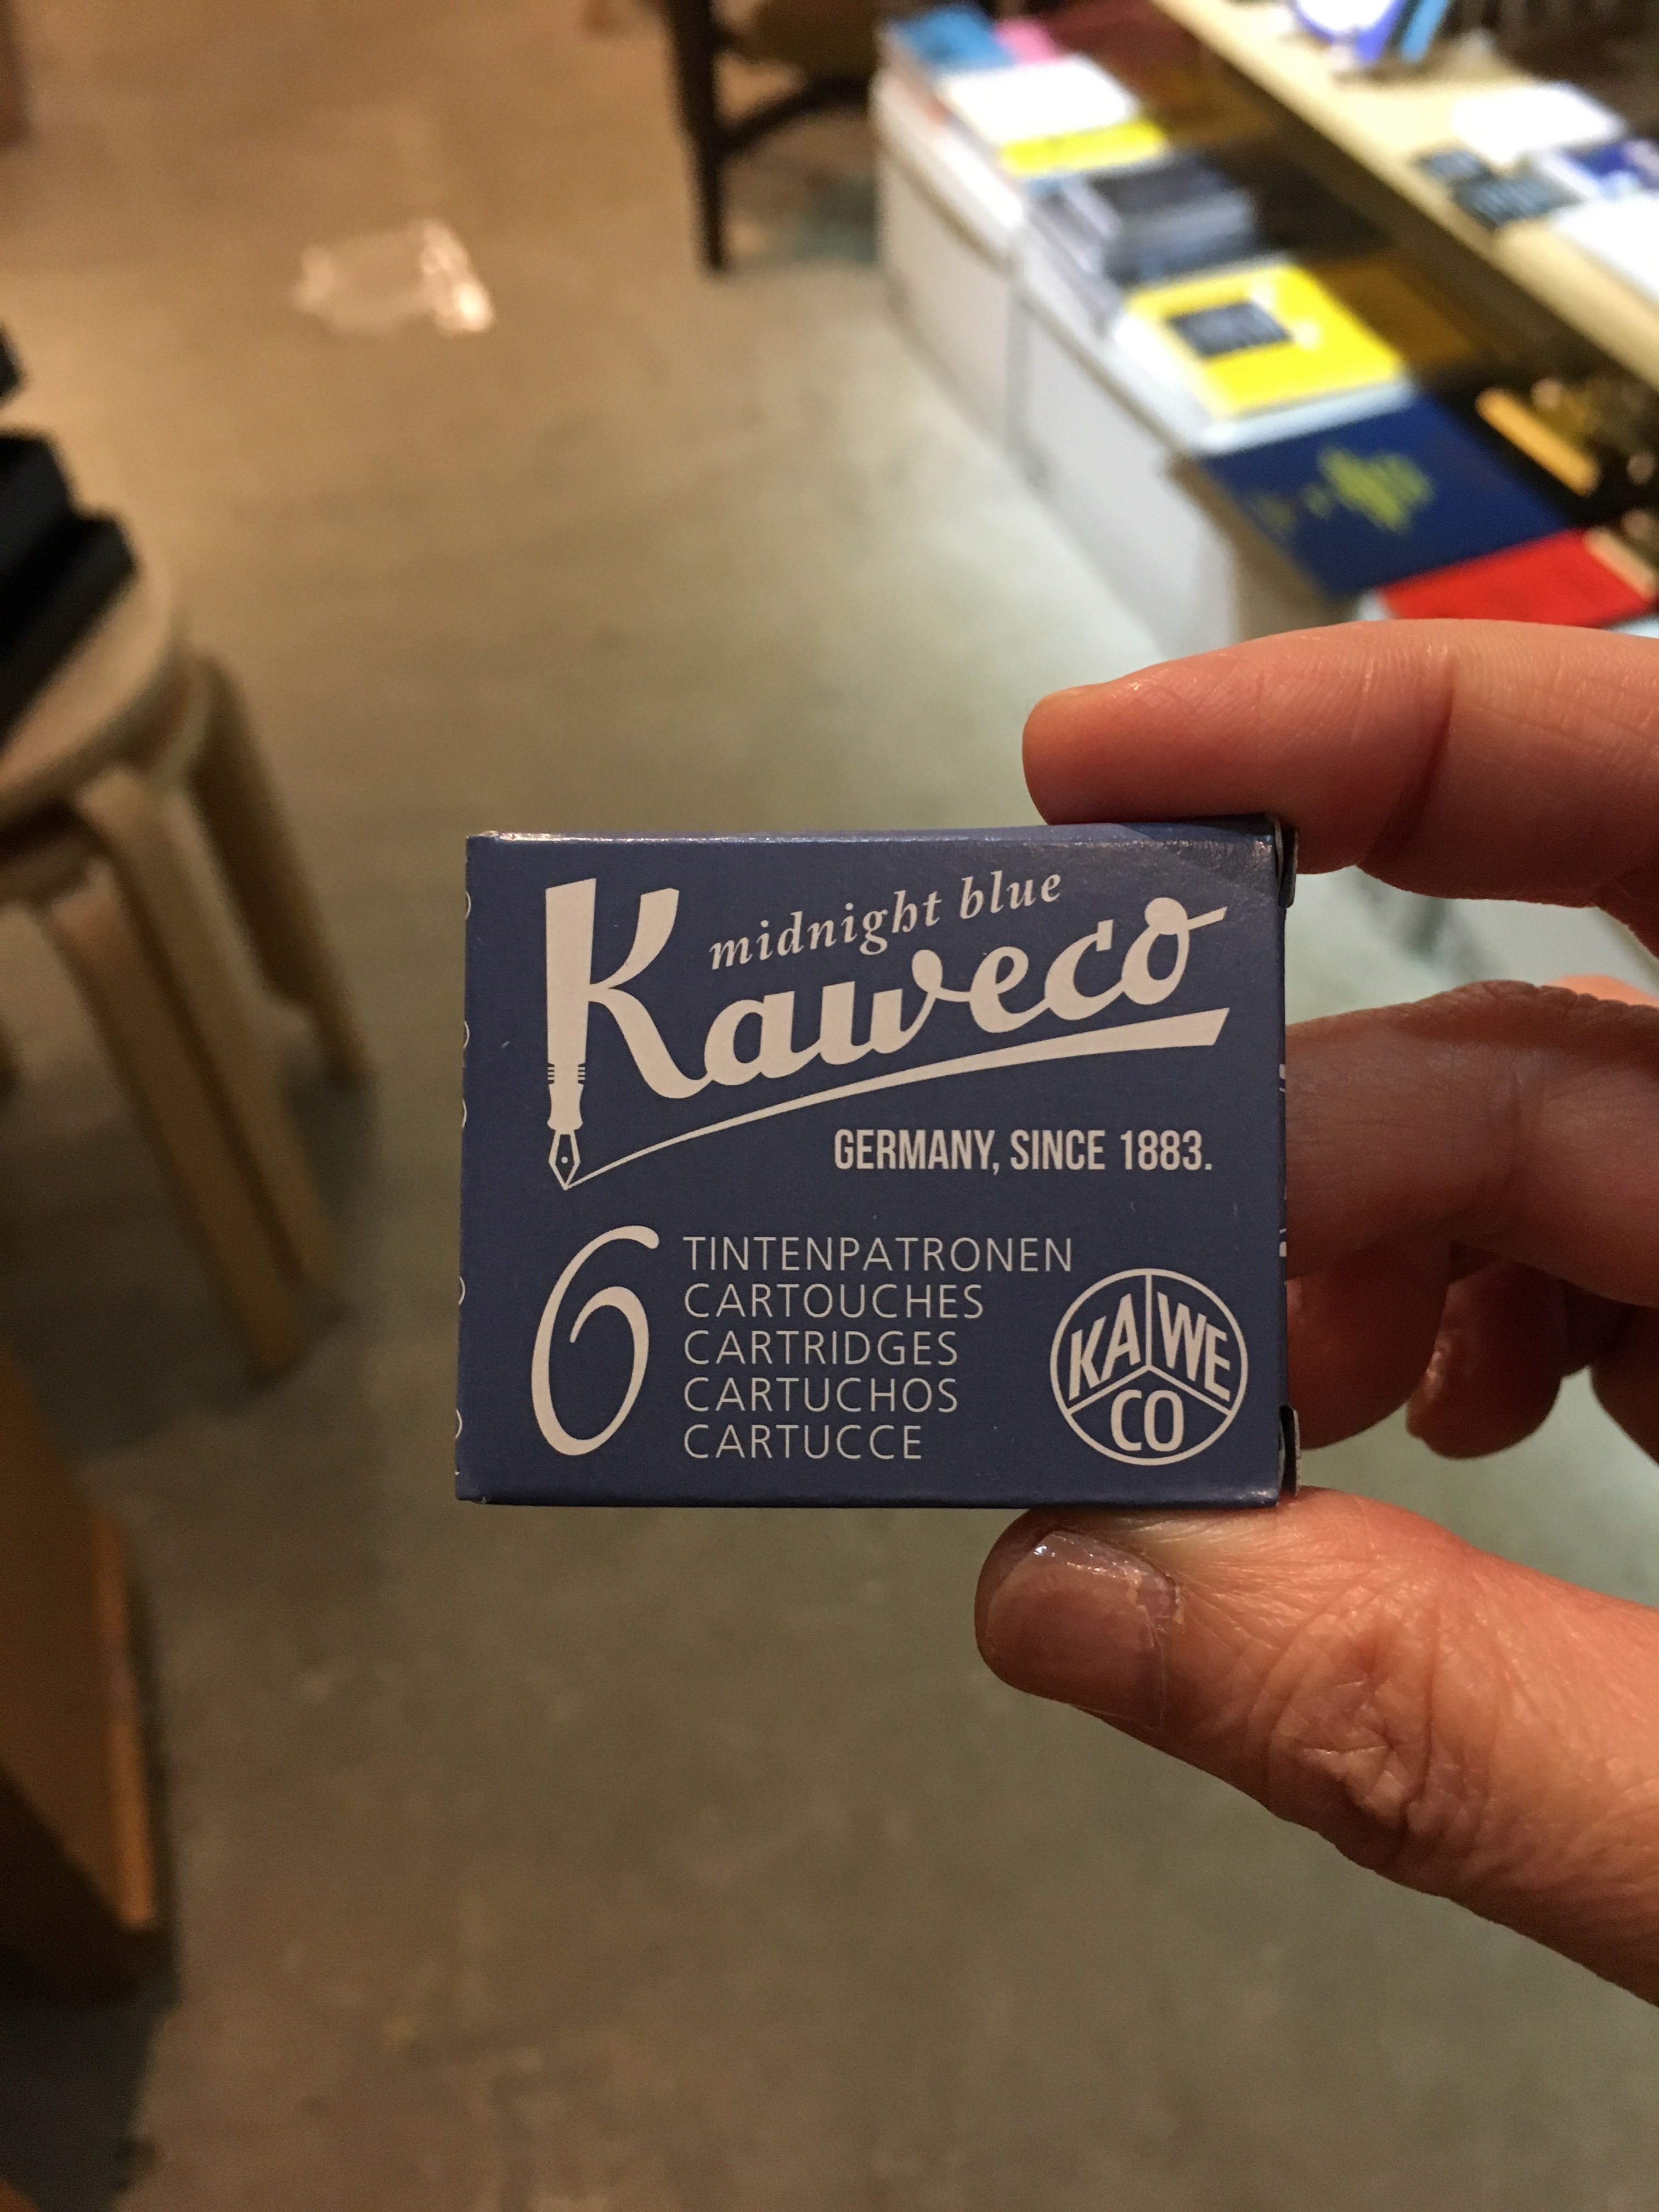 midnight blue
Kaweco
GERMANY, SINCE 1883.
6
TINTENPATRONEN
CARTOUCHES
CARTRIDGES
CARTUCHOS
CARTUCCE
KA WE
CO